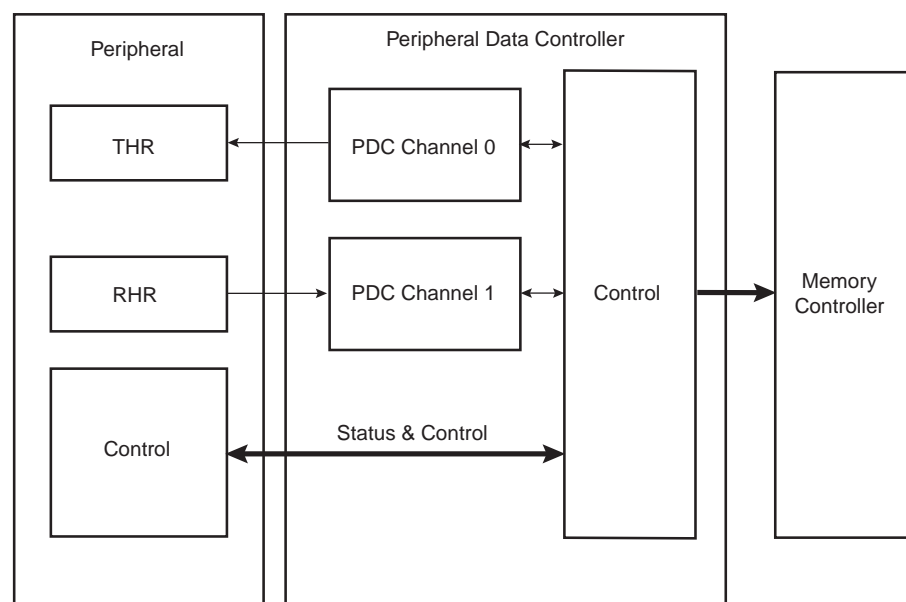 Peripheral
Peripheral Data Controller
THR
PDC Channel 0
RHR
PDC Channel 1
Control
Memory
Controller
Control
Status & Control